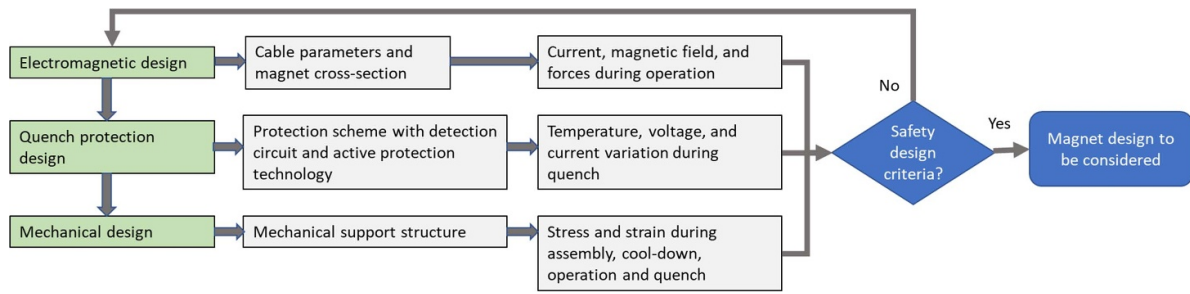 Electromagnetic design
Cable parameters and
magnet cross-section
Current, magnetic field, and
forces during operation
Quench protection
design
Protection scheme with detection
circuit and active protection
technology
Temperature, voltage, and
current variation during
quench
Mechanical design
Mechanical support structure
Stress and strain during
assembly, cool-down,
operation and quench
No
Safety
design
criteria?
Yes
Magnet design to
be considered